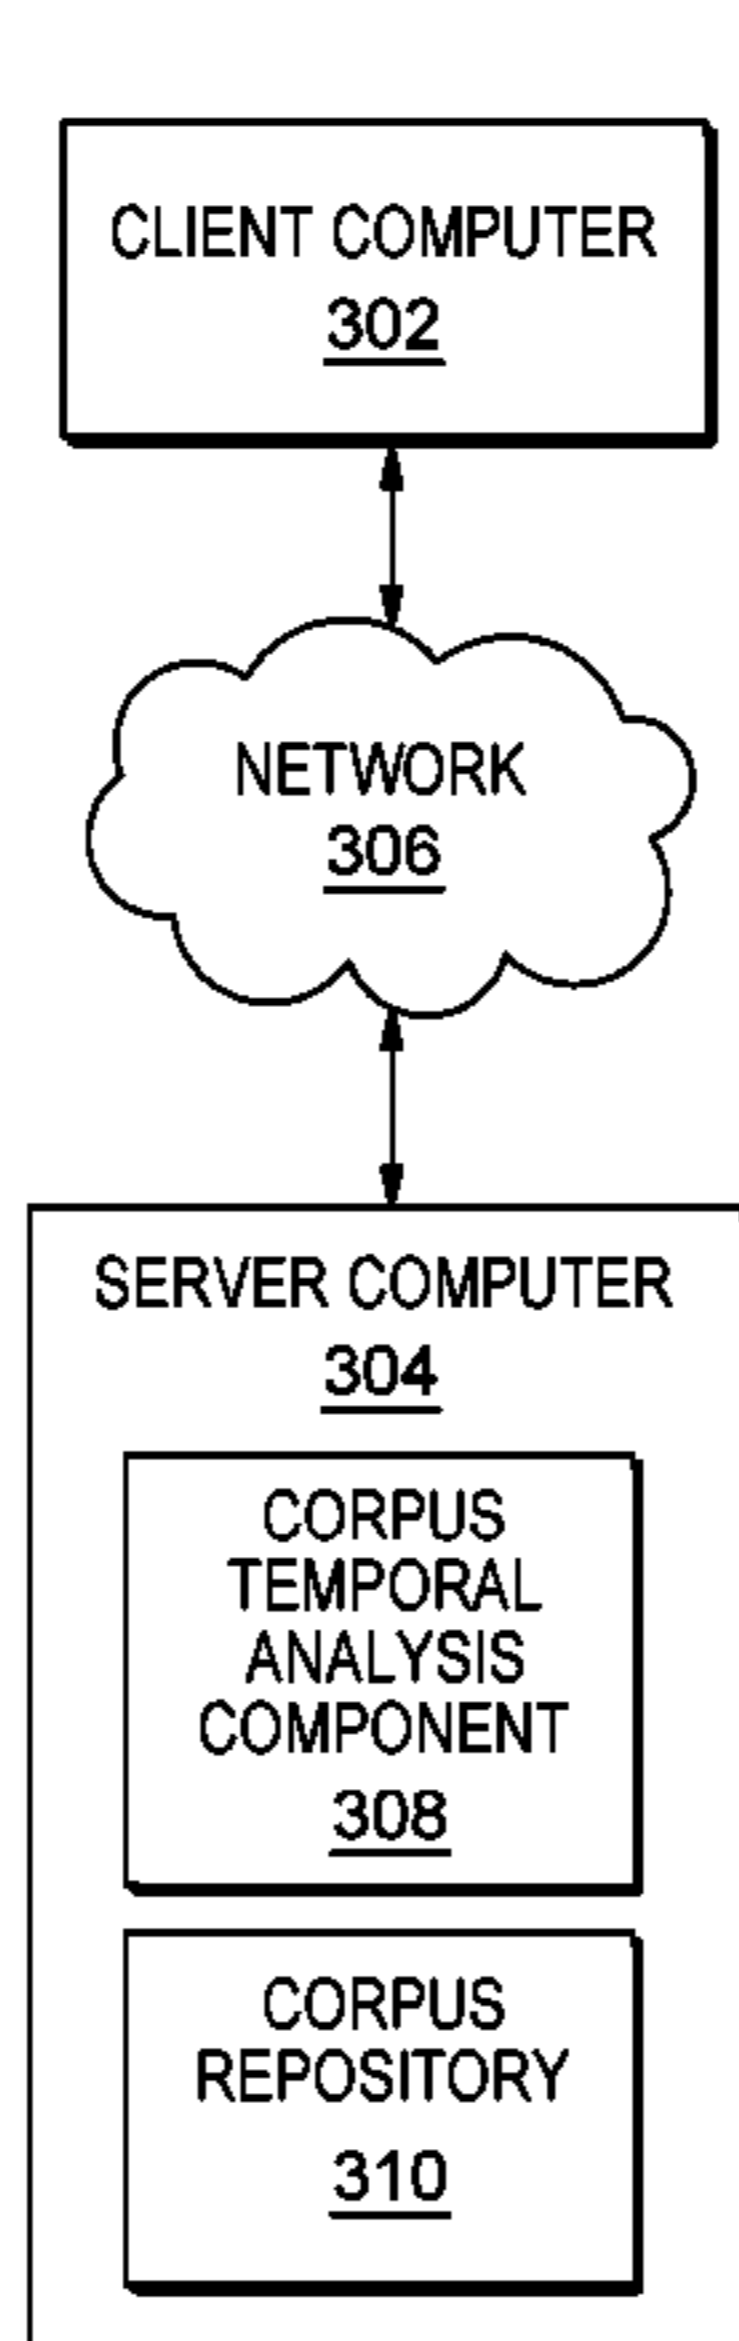 CLIENT COMPUTER
302
NETWORK
306
SERVER COMPUTER
304
CORPUS
TEMPORAL
ANALYSIS
COMPONENT
308
CORPUS
REPOSITORY
310